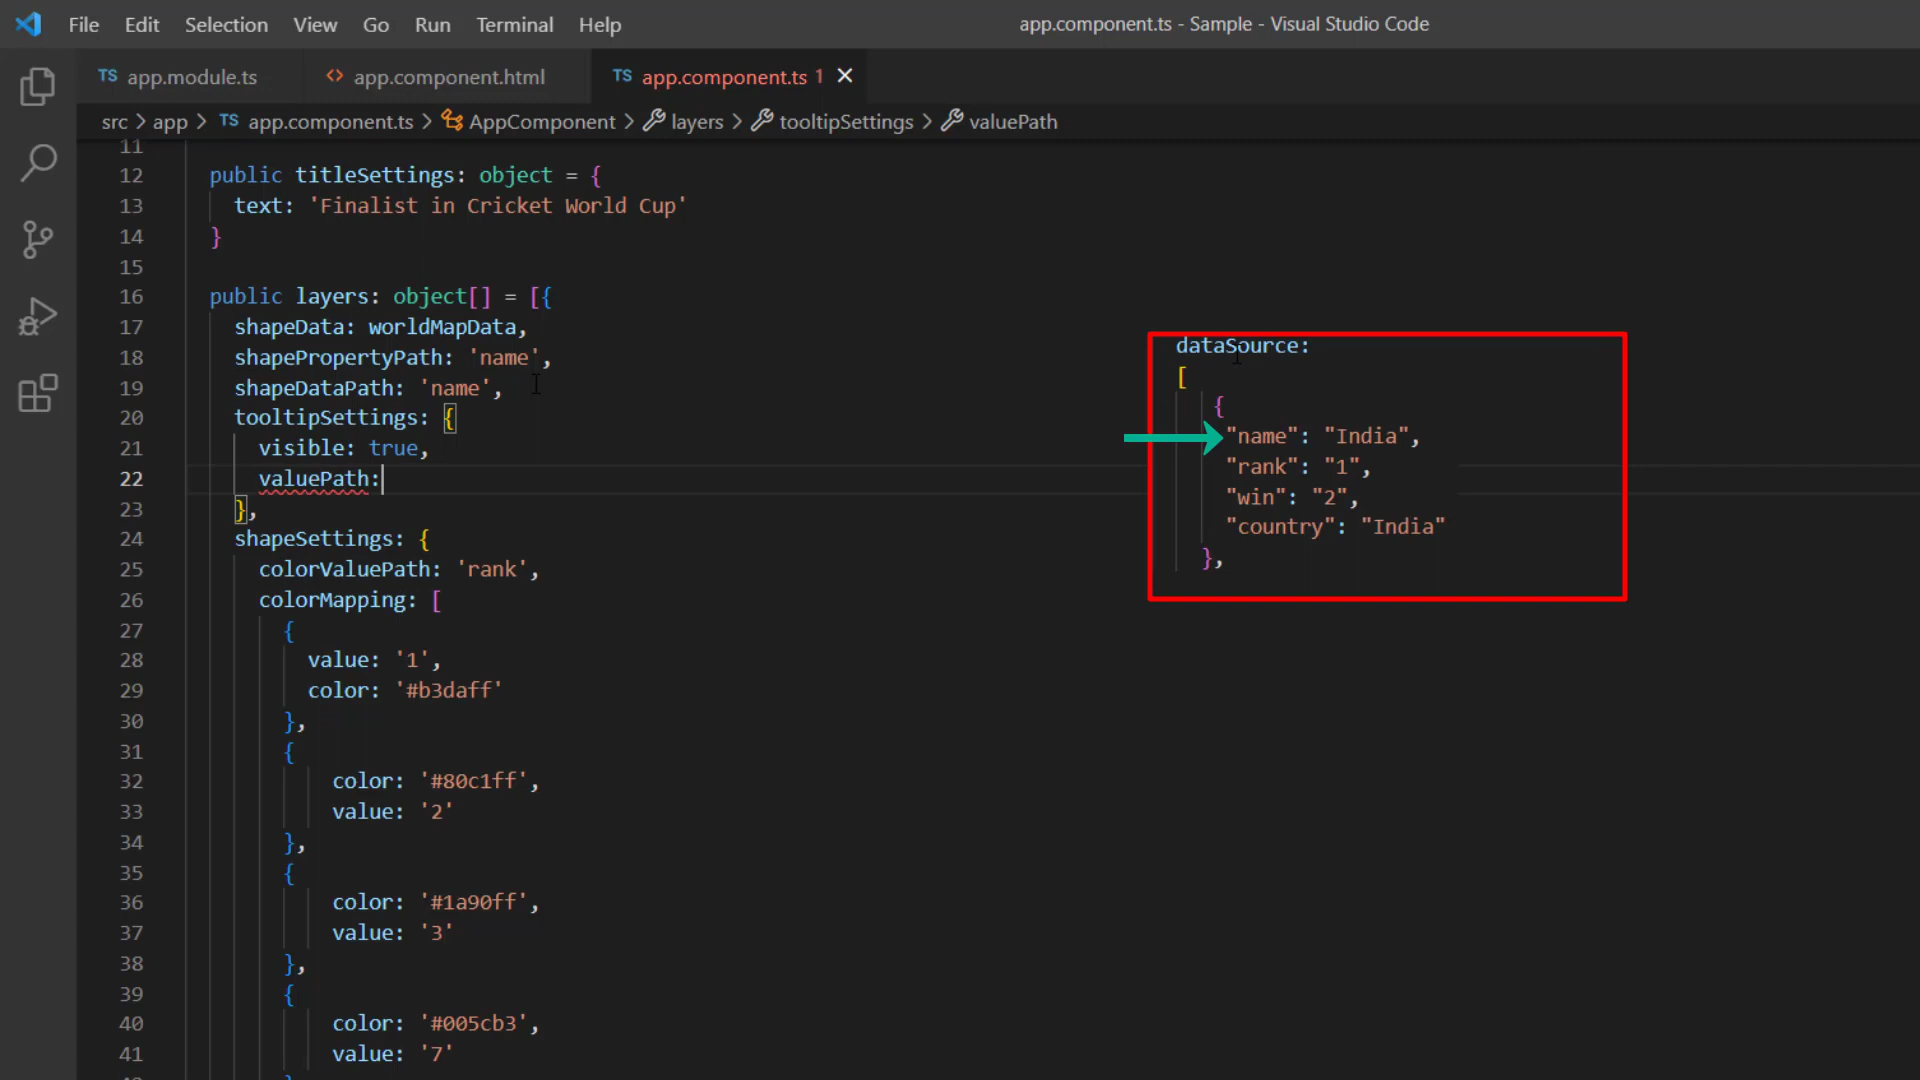 File Edit Selection View Go Run Terminal Help app.component.ts - Sample - Visual Studio Code
TS app.module.ts <> app.component.html TS app.component.ts 1 ×
src > app > TS app.component.ts > AppComponent > layers > tooltipSettings > valuePath
11
12 public titleSettings: object = {
13 text: 'Finalist in Cricket World Cup'
14 }
15
16 public layers: object[] = [{
17 shapeData: worldMapData,
18 shapePropertyPath: 'name',
19 shapeDataPath: 'name',
20 tooltipSettings: {
21 visible: true,
22 valuePath:
23 },
24 shapeSettings: {
25 colorValuePath: 'rank',
26 colorMapping: [
27 {
28 value: '1',
29 color: '#b3daff'
30 },
31 {
32 color: '#80c1ff',
33 value: '2'
34 },
35 {
36 color: '#1a90ff',
37 value: '3'
38 },
39 {
40 color: '#005cb3',
41 value: '7'
dataSource:
[
{
"name": "India",
"rank": "1",
"win": "2",
"country": "India"
},